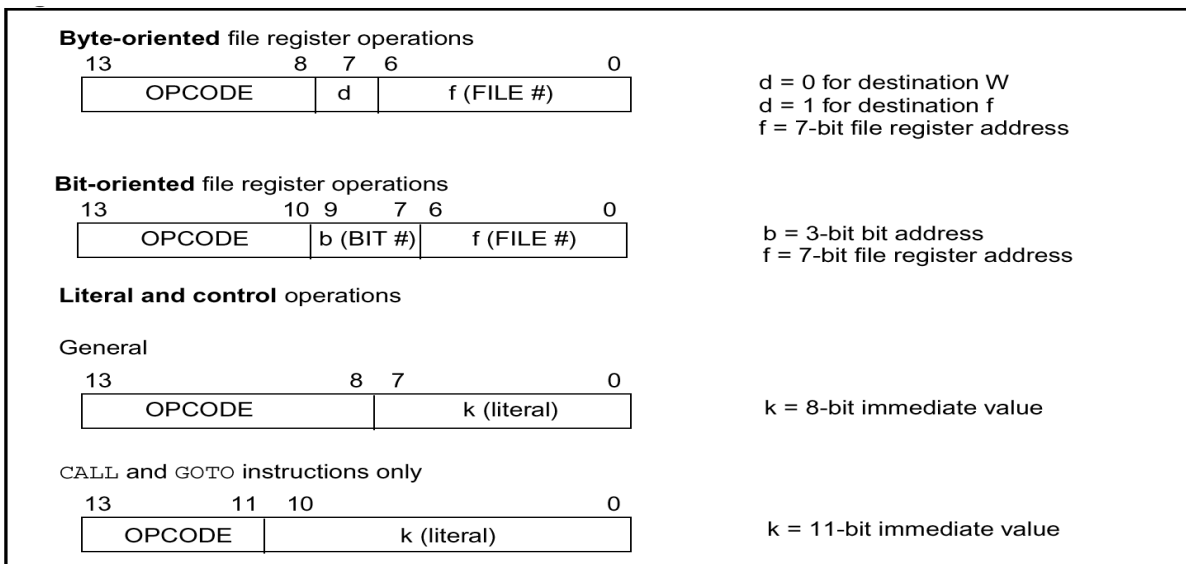 Byte-oriented file register operations
13 8 7 6 0
OPCODE d f (FILE #)
d = 0 for destination W
d = 1 for destination f
f = 7-bit file register address
Bit-oriented file register operations
13 10 9 7 6 0
OPCODE b (BIT #) f (FILE #)
b = 3-bit bit address
f = 7-bit file register address
Literal and control operations
General
13 8 7 0
OPCODE k (literal)
k = 8-bit immediate value
CALL and GOTO instructions only
13 11 10 0
OPCODE k (literal)
k = 11-bit immediate value